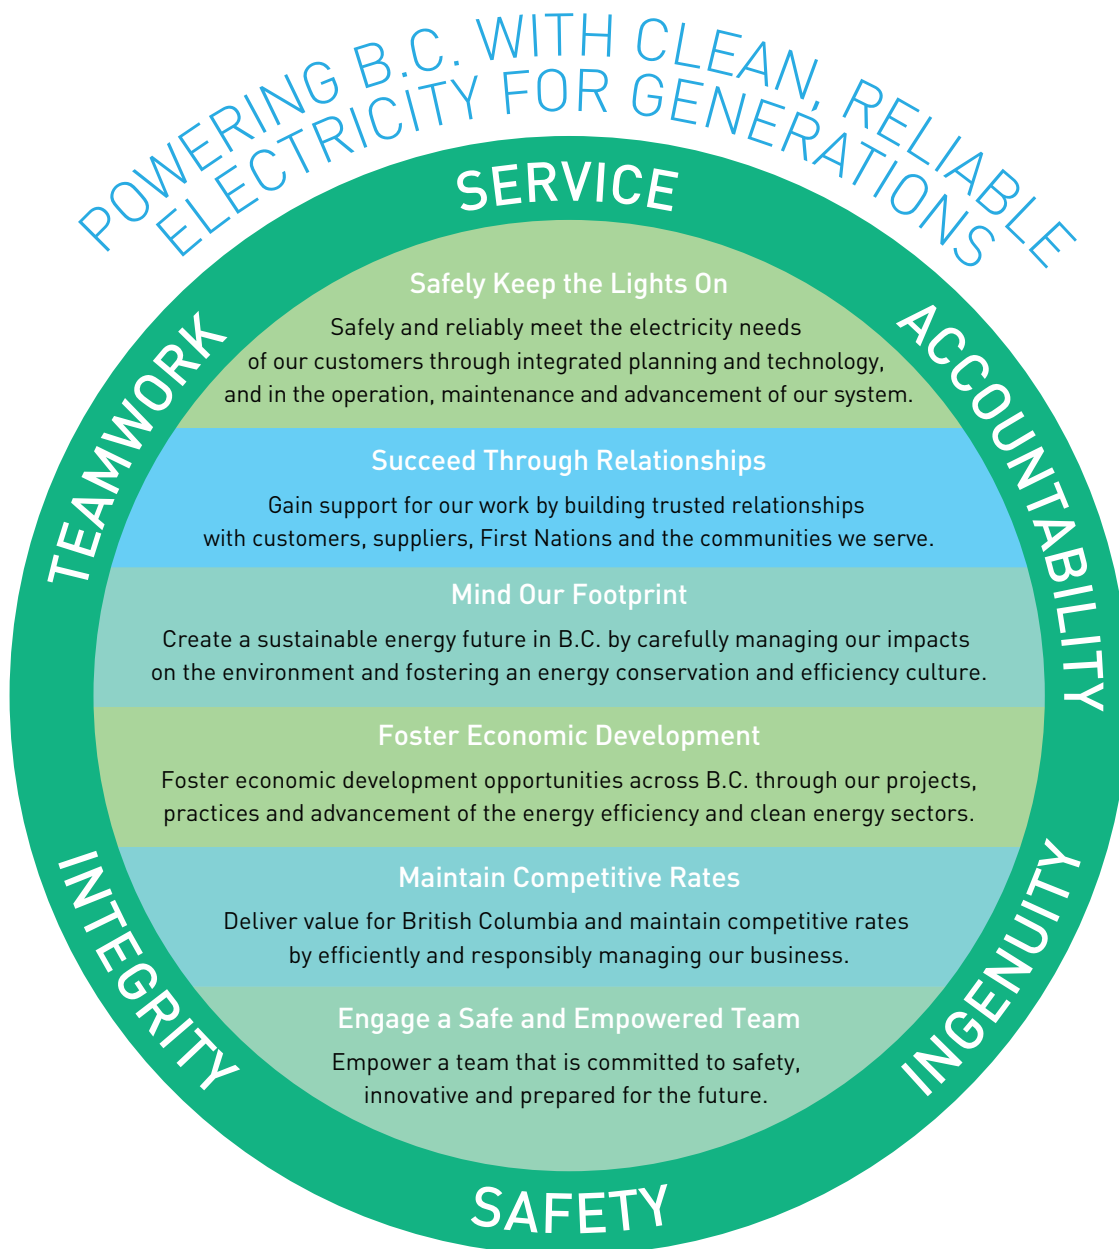 POWERING B.C. WITH CLEAN, RELIABLE
ELECTRICITY FOR GENERATIONS
SERVICE
TEAMWORK
ACCOUNTABILITY
Safely Keep the Lights On
Safely and reliably meet the electricity needs
of our customers through integrated planning and technology,
and in the operation, maintenance and advancement of our system.
Succeed Through Relationships
Gain support for our work by building trusted relationships
with customers, suppliers, First Nations and the communities we serve.
Mind Our Footprint
Create a sustainable energy future in B.C. by carefully managing our impacts
on the environment and fostering an energy conservation and efficiency culture.
Foster Economic Development
Foster economic development opportunities across B.C. through our projects,
practices and advancement of the energy efficiency and clean energy sectors.
Maintain Competitive Rates
Deliver value for British Columbia and maintain competitive rates
by efficiently and responsibly managing our business.
Engage a Safe and Empowered Team
Empower a team that is committed to safety,
innovative and prepared for the future.
INTEGRITY
INGENUITY
SAFETY